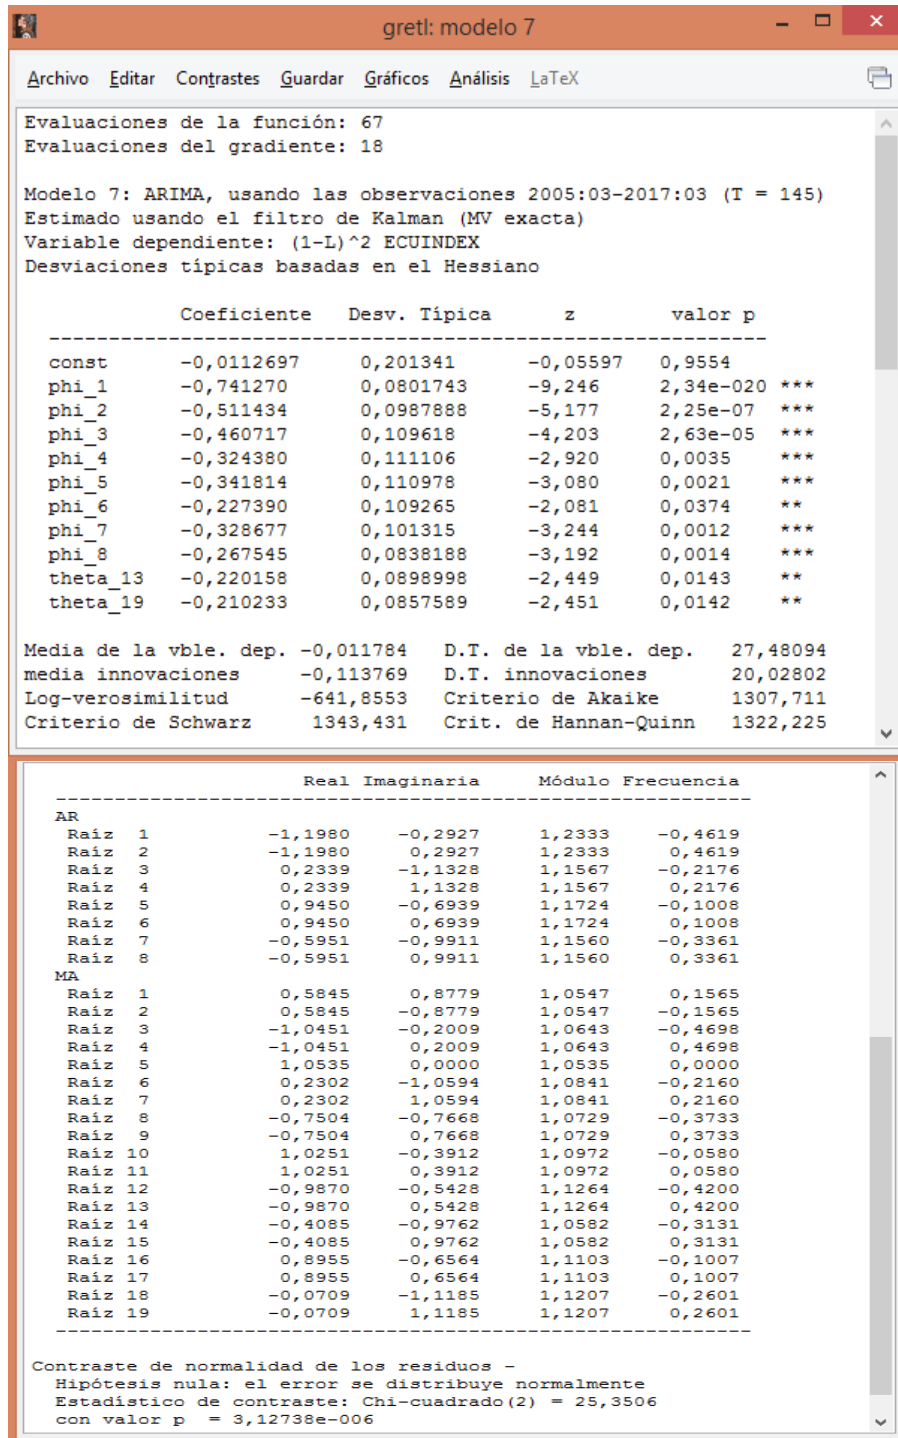 gretl: modelo 7
Archivo Editar Contrastes Guardar Gráficos Análisis LaTeX
Evaluaciones de la función: 67
Evaluaciones del gradiente: 18
Modelo 7: ARIMA, usando las observaciones 2005:03-2017:03 (T = 145)
Estimado usando el filtro de Kalman (MV exacta)
Variable dependiente: (1-L)^2 ECUINDEX
Desviaciones típicas basadas en el Hessiano
Coeficiente Desv. Típica z valor p
const -0,0112697 0,201341 -0,05597 0,9554
phi_1 -0,741270 0,0801743 -9,246 2,34e-020 ***
phi_2 -0,511434 0,0987888 -5,177 2,25e-07 ***
phi_3 -0,460717 0,109618 -4,203 2,63e-05 ***
phi_4 -0,324380 0,111106 -2,920 0,0035 ***
phi_5 -0,341814 0,110978 -3,080 0,0021 ***
phi_6 -0,227390 0,109265 -2,081 0,0374 **
phi_7 -0,328677 0,101315 -3,244 0,0012 ***
phi_8 -0,267545 0,0838188 -3,192 0,0014 ***
theta_13 -0,220158 0,0898998 -2,449 0,0143 **
theta_19 -0,210233 0,0857589 -2,451 0,0142 **
Media de la vble. dep. -0,011784 D.T. de la vble. dep. 27,48094
media innovaciones -0,113769 D.T. innovaciones 20,02802
Log-verosimilitud -641,8553 Criterio de Akaike 1307,711
Criterio de Schwarz 1343,431 Crit. de Hannan-Quinn 1322,225
Real Imaginaria Módulo Frecuencia
AR
Raíz 1 -1,1980 -0,2927 1,2333 -0,4619
Raíz 2 -1,1980 0,2927 1,2333 0,4619
Raíz 3 0,2339 -1,1328 1,1567 -0,2176
Raíz 4 0,2339 1,1328 1,1567 0,2176
Raíz 5 0,9450 -0,6939 1,1724 -0,1008
Raíz 6 0,9450 0,6939 1,1724 0,1008
Raíz 7 -0,5951 -0,9911 1,1560 -0,3361
Raíz 8 -0,5951 0,9911 1,1560 0,3361
MA
Raíz 1 0,5845 0,8779 1,0547 0,1565
Raíz 2 0,5845 -0,8779 1,0547 -0,1565
Raíz 3 -1,0451 -0,2009 1,0643 -0,4698
Raíz 4 -1,0451 0,2009 1,0643 0,4698
Raíz 5 1,0535 0,0000 1,0535 0,0000
Raíz 6 0,2302 -1,0594 1,0841 -0,2160
Raíz 7 0,2302 1,0594 1,0841 0,2160
Raíz 8 -0,7504 -0,7668 1,0729 -0,3733
Raíz 9 -0,7504 0,7668 1,0729 0,3733
Raíz 10 1,0251 -0,3912 1,0972 -0,0580
Raíz 11 1,0251 0,3912 1,0972 0,0580
Raíz 12 -0,9870 -0,5428 1,1264 -0,4200
Raíz 13 -0,9870 0,5428 1,1264 0,4200
Raíz 14 -0,4085 -0,9762 1,0582 -0,3131
Raíz 15 -0,4085 0,9762 1,0582 0,3131
Raíz 16 0,8955 -0,6564 1,1103 -0,1007
Raíz 17 0,8955 0,6564 1,1103 0,1007
Raíz 18 -0,0709 -1,1185 1,1207 -0,2601
Raíz 19 -0,0709 1,1185 1,1207 0,2601
Contraste de normalidad de los residuos -
Hipótesis nula: el error se distribuye normalmente
Estadístico de contraste: Chi-cuadrado(2) = 25,3506
con valor p = 3,12738e-006